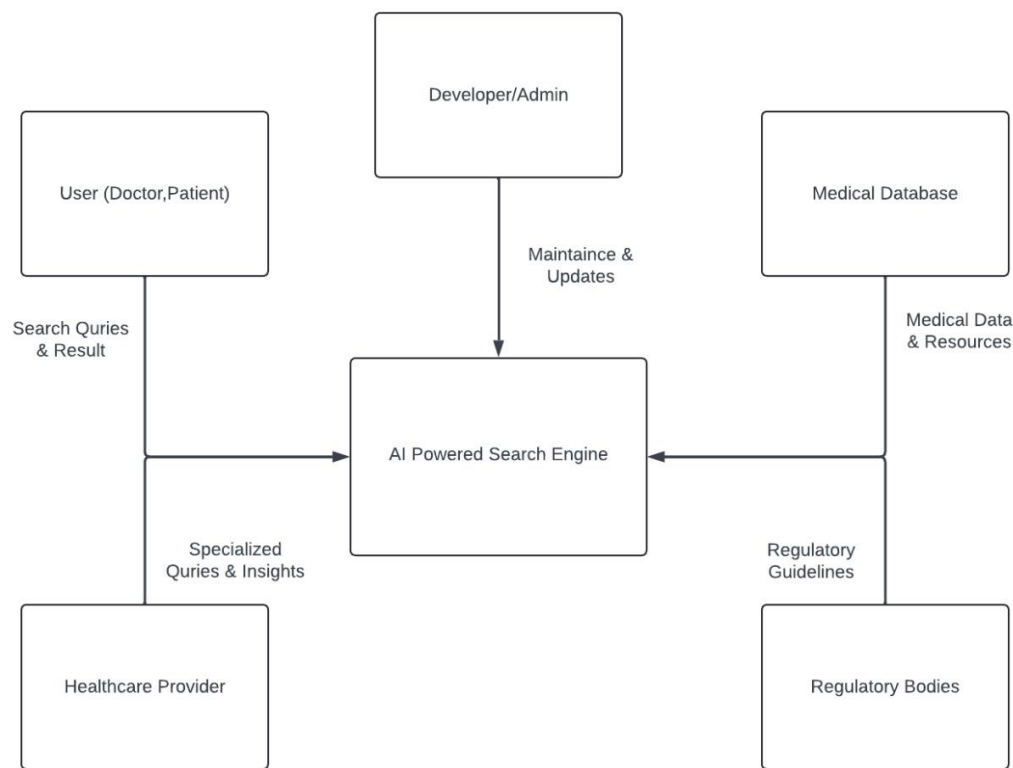 Developer/Admin
User (Doctor,Patient)
Medical Database
Maintaince &
Updates
Search Quries
& Result
Medical Data
& Resources
AI Powered Search Engine
Specialized
Quries & Insights
Regulatory
Guidelines
Healthcare Provider
Regulatory Bodies